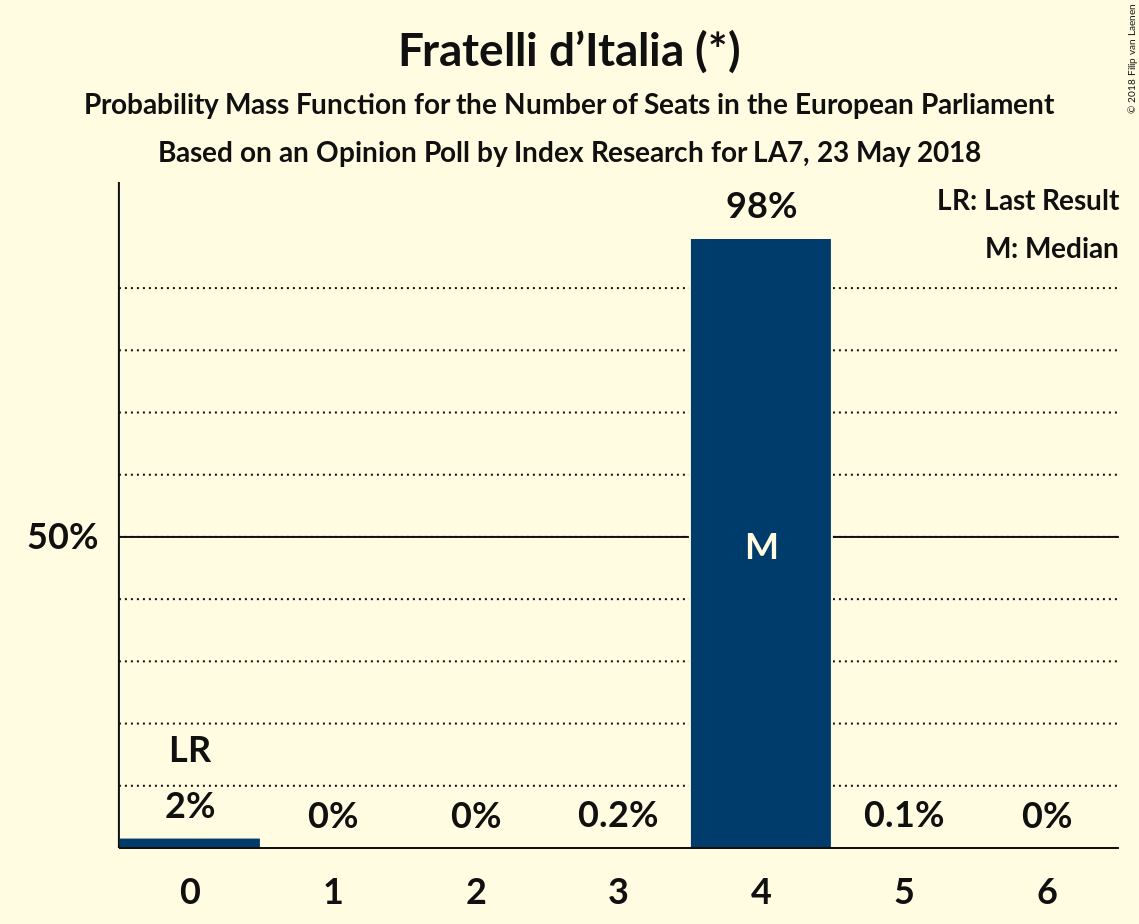 Fratelli d’Italia (*)
Probability Mass Function for the Number of Seats in the European Parliament
Based on an Opinion Poll by Index Research for LA7, 23 May 2018
© 2018 Filip van Laenen
LR: Last Result
M: Median
98%
50%
M
LR
2%
0%
0%
0.2%
0.1%
0%
0
1
2
3
4
5
6